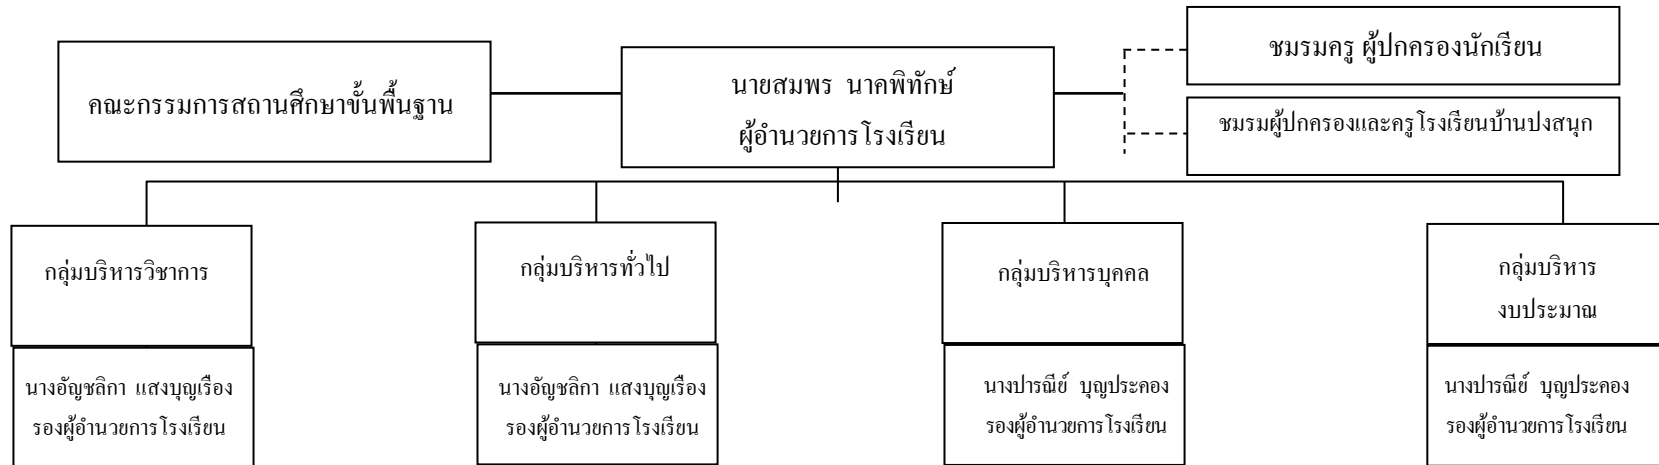 คณะกรรมการสถานศึกษาขั้นพื้นฐาน
นายสมพร นาคพิทักษ์
ผู้อำนวยการโรงเรียน
ชมรมครู ผู้ปกครองนักเรียน
ชมรมผู้ปกครองและครูโรงเรียนบ้านปงสนุก
กลุ่มบริหารวิชาการ
นางอัญชลิกา แสงบุญเรือง
รองผู้อำนวยการโรงเรียน
กลุ่มบริหารทั่วไป
นางอัญชลิกา แสงบุญเรือง
รองผู้อำนวยการโรงเรียน
กลุ่มบริหารบุคคล
นางปารณีย์ บุญประคอง
รองผู้อำนวยการโรงเรียน
กลุ่มบริหาร
งบประมาณ
นางปารณีย์ บุญประคอง
รองผู้อำนวยการโรงเรียน